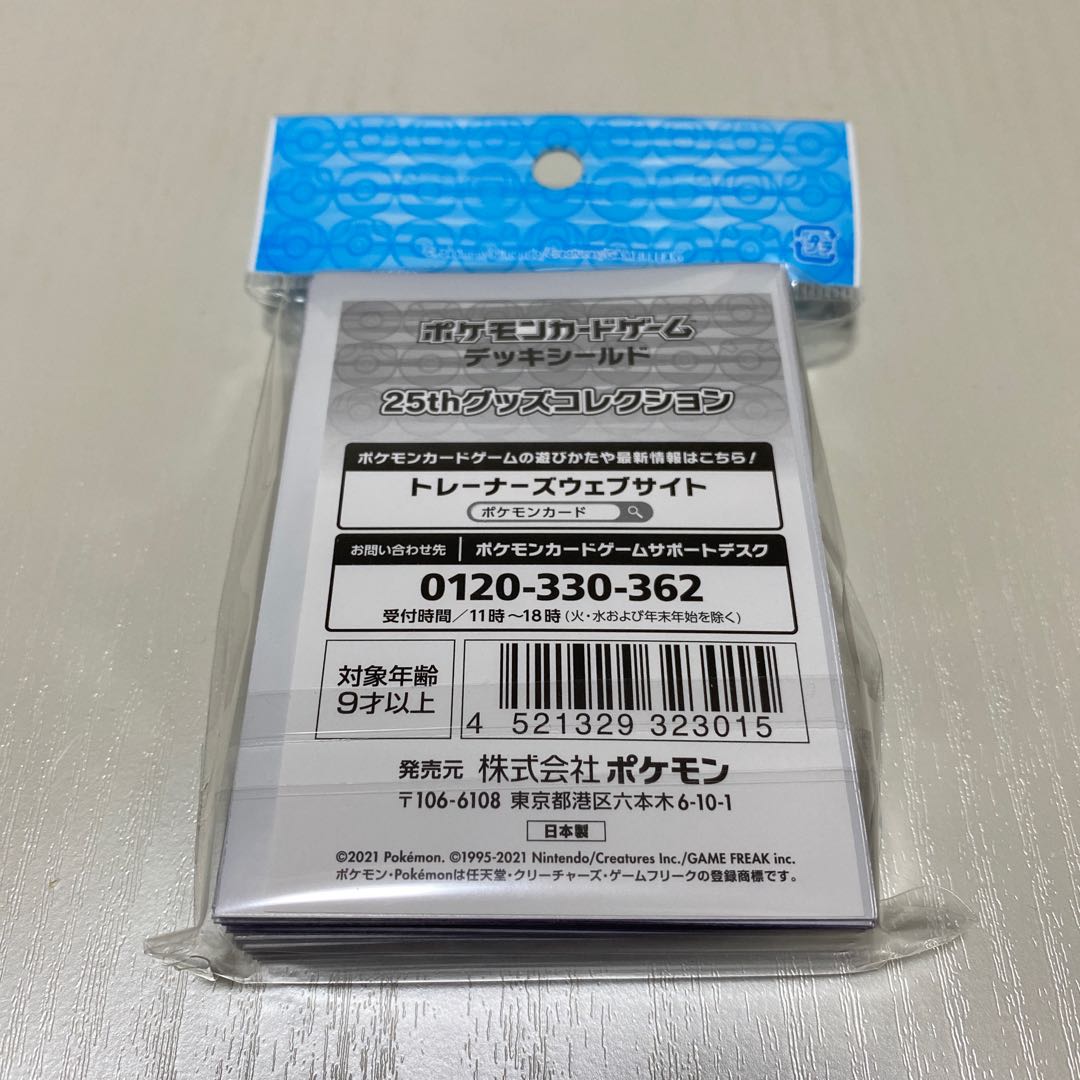 プラ
ポケモンカードゲーム
デッキシールド
25thグッズコレクション
ポケモンカードゲームの遊びかたや最新情報はこちら!
トレーナーズウェブサイト
ポケモンカード
お問い合わせ先 | ポケモンカードゲームサポートデスク
0120-330-362
受付時間/11時~18時(火・水および年末年始を除く)
対象年齢
9才以上
4 521329 323015
発売元 株式会社ポケモン
〒106-6108 東京都港区六本木6-10-1
日本製
©2021 Pokémon. ©1995-2021 Nintendo/Creatures Inc./GAME FREAK inc.
ポケモン・Pokémonは任天堂・クリーチャーズ・ゲームフリークの登録商標です。